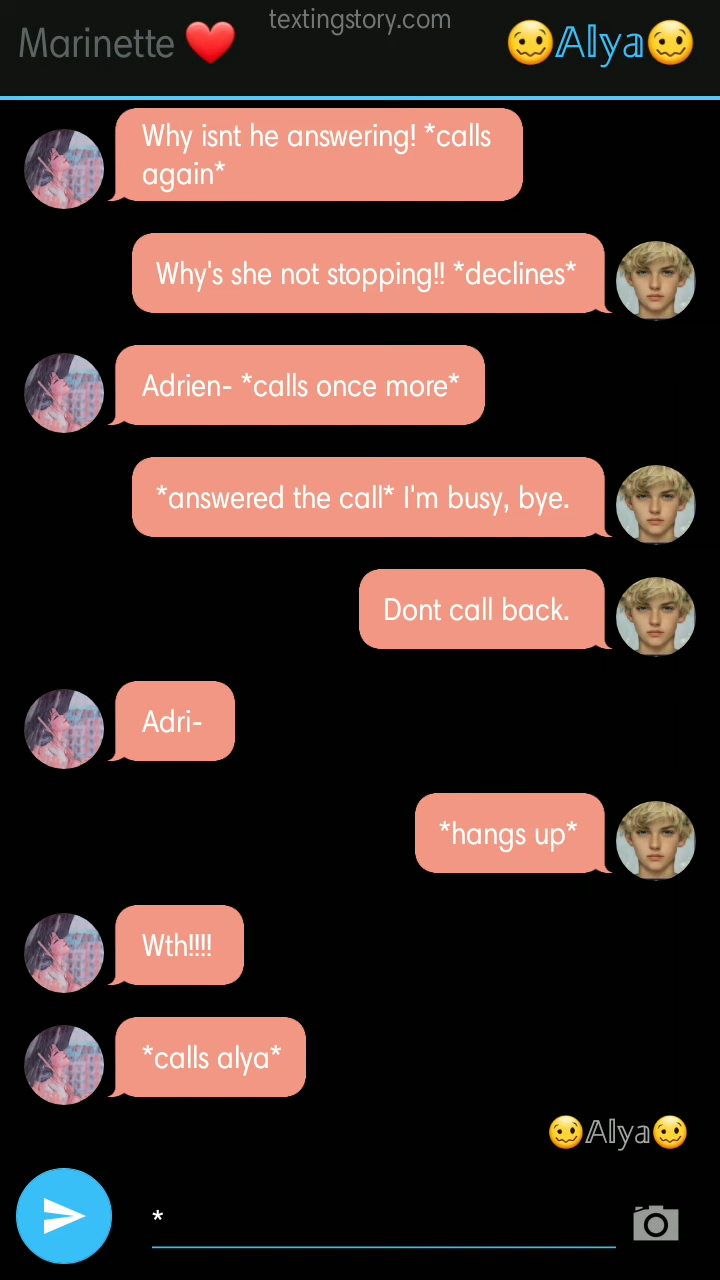 textingstory.com
Marinette ❤️
🥴𝔸𝕝𝕪𝕒🥴
Why isnt he answering! *calls
again*
Why's she not stopping!! *declines*
Adrien- *calls once more*
*answered the call* I'm busy, bye.
Dont call back.
Adri-
*hangs up*
Wth!!!!
*calls alya*
🥴𝔸𝕝𝕪𝕒🥴
*